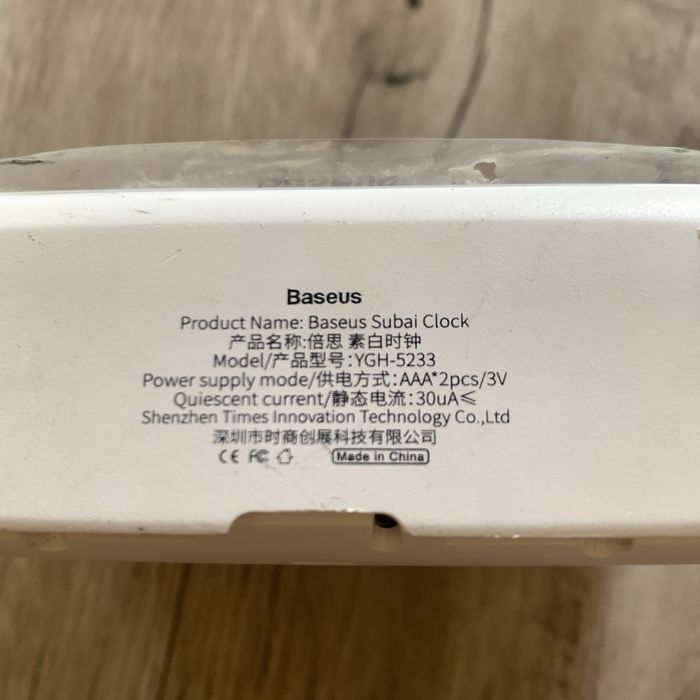 Baseus
Product Name: Baseus Subai Clock
产品名称:倍思 素白时钟
Model/产品型号:YGH-5233
Power supply mode/供电方式:AAA*2pcs/3V
Quiescent current/静态电流:30uA≤
Shenzhen Times Innovation Technology Co.,Ltd
深圳市时商创展科技有限公司
CE FC Made in China